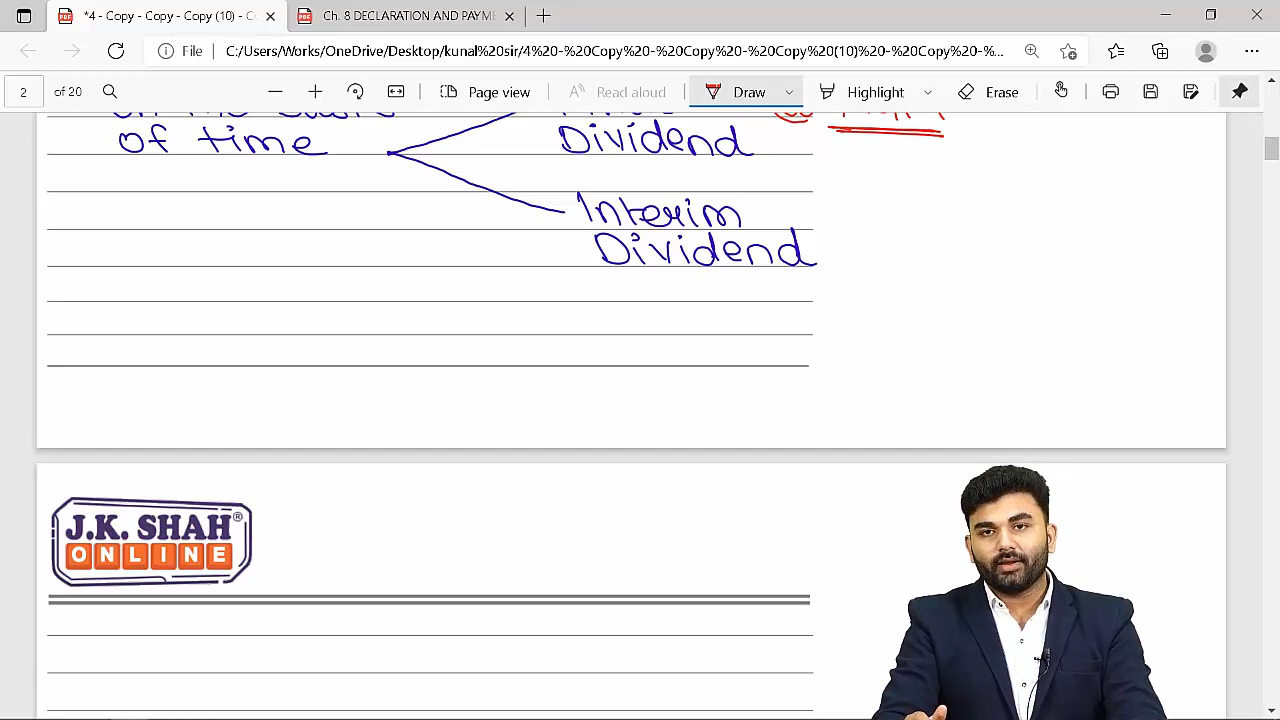 *4 - Copy - Copy - Copy (10) - C
Ch. 8 DECLARATION AND PAYME
File
C:/Users/Works/OneDrive/Desktop/kunal%20sir/4%20-%20Copy%20-%20Copy%20-%20Copy%20(10)%20-%20Copy%20-%...
2 of 20
Page view
Read aloud
Draw
Highlight
Erase
of time
Dividend
Interim
Dividend
J.K. SHAH®
ONLINE